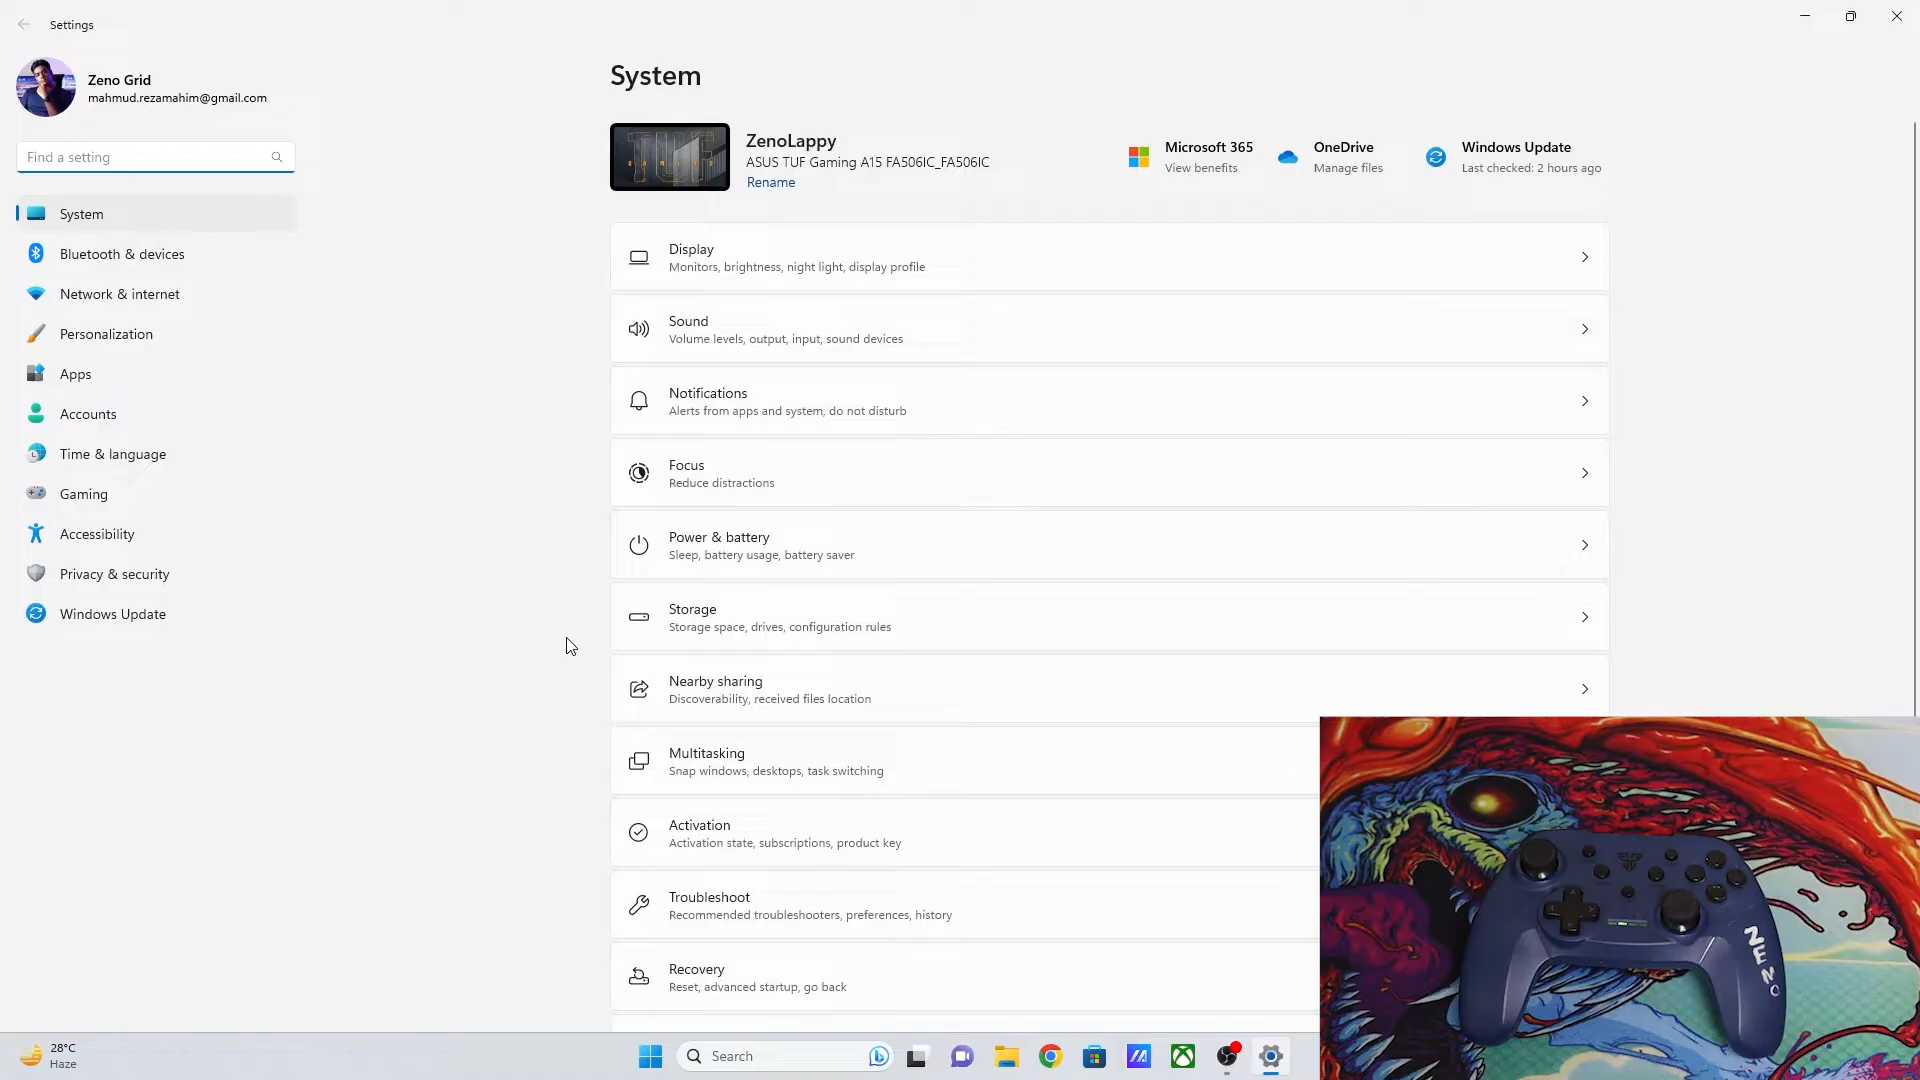 Settings
Zeno Grid
mahmud.rezamahim@gmail.com
Find a setting
System
Bluetooth & devices
Network & internet
Personalization
Apps
Accounts
Time & language
Gaming
Accessibility
Privacy & security
Windows Update
System
TUF
GAMING
ZenoLappy
ASUS TUF Gaming A15 FA506IC_FA506IC
Rename
Microsoft 365
View benefits
OneDrive
Manage files
Windows Update
Last checked: 2 hours ago
Display
Monitors, brightness, night light, display profile
Sound
Volume levels, output, input, sound devices
Notifications
Alerts from apps and system, do not disturb
Focus
Reduce distractions
Power & battery
Sleep, battery usage, battery saver
Storage
Storage space, drives, configuration rules
Nearby sharing
Discoverability, received files location
Multitasking
Snap windows, desktops, task switching
Activation
Activation state, subscriptions, product key
Troubleshoot
Recommended troubleshooters, preferences, history
Recovery
Reset, advanced startup, go back
ZENO
28°C
Haze
Search